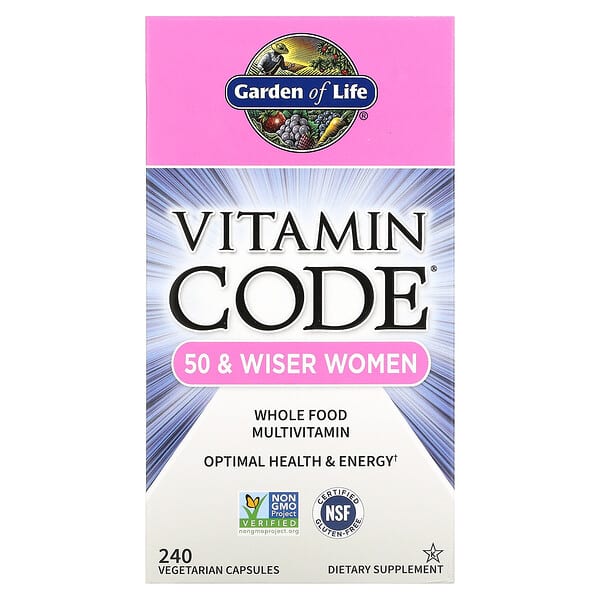 Garden of Life
®
VITAMIN
CODE®
50 & WISER WOMEN
WHOLE FOOD
MULTIVITAMIN
OPTIMAL HEALTH & ENERGY†
NON
GMO
Project
VERIFIED
nongmoproject.org
CERTIFIED
NSF
GLUTEN-FREE
240
VEGETARIAN CAPSULES
K
DIETARY SUPPLEMENT